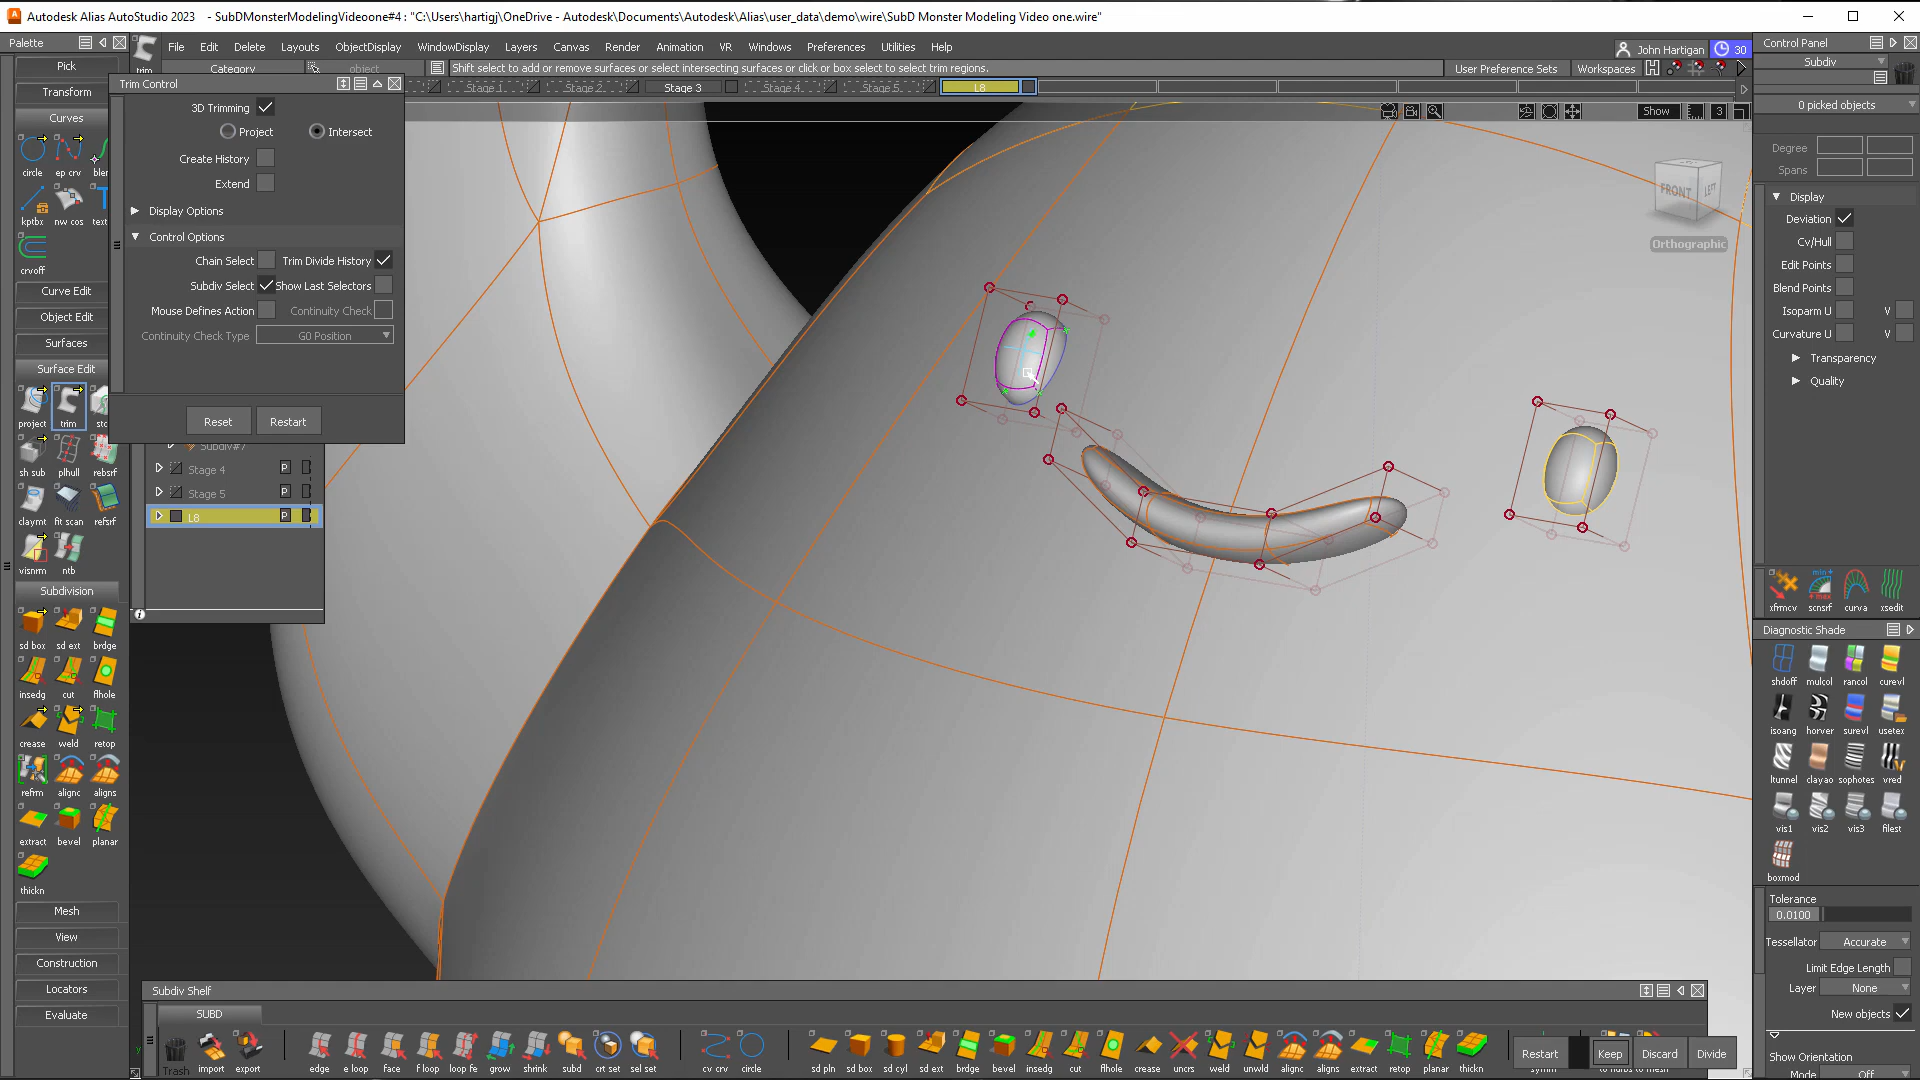 Autodesk Alias AutoStudio 2023 - SubDMonsterModelingVideoone#4 : "C:\Users\hartigj\OneDrive - Autodesk\Documents\Autodesk\Alias\user_data\demo\wire\SubD Monster Modeling Video one.wire"
Palette
File Edit Delete Layouts ObjectDisplay WindowDisplay Layers Canvas Render Animation VR Windows Preferences Utilities Help
John Hartigan 30
Control Panel
trim
Category object
Shift select to add or remove surfaces or select intersecting surfaces or click or box select to select trim regions.
User Preference Sets Workspaces
Subdiv
Stage 1 Stage 2 Stage 3 Stage 4 Stage 5 L8
Show 3
0 picked objects
Degree
Spans
Display
Deviation
Cv/Hull
Edit Points
Blend Points
Isoparm U V
Curvature U V
Transparency
Quality
Pick
Transform
Curves
circle ep crv
kptbx nw cos text
crvoff
Curve Edit
Object Edit
Surfaces
Surface Edit
project trim
sh sub plhull rebsrf
claymt fit scan refsrf
visnrm ntb
Subdivision
sd box sd ext brdge
insedg cut flhole
crease weld retop
refrm alignc aligns
extract bevel planar
thickn
Mesh
View
Construction
Locators
Evaluate
Trim Control
3D Trimming
Project Intersect
Create History
Extend
Display Options
Control Options
Chain Select Trim Divide History
Subdiv Select Show Last Selectors
Mouse Defines Action Continuity Check
Continuity Check Type G0 Position
Reset Restart
Subdiv#7
Stage 4 P
Stage 5 P
L8 P
FRONT LEFT
Orthographic
xfrmcv scnsrf curva xsedit
Diagnostic Shade
shdoff mulcol rancol curevl
isoang horver surevl usetex
ltunnel clayao sophotes vred
vis1 vis2 vis3 filest
boxmod
Tolerance
0.0100
Tessellator Accurate
Limit Edge Length
Layer None
New objects
Show Orientation
Mode Off
Subdiv Shelf
SUBD
Trash import export edge e loop face f loop loop fe grow shrink subd crt set sel set cv crv circle sd pln sd box sd cyl sd ext brdge bevel insedg cut flhole crease uncrs weld unwld alignc aligns extract retop planar thickn
Restart Keep Discard Divide